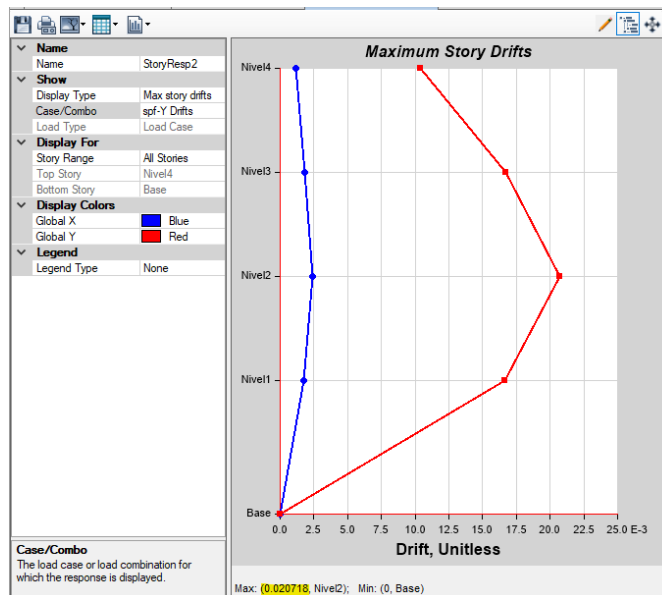 Name
Name StoryResp2
Show
Display Type Max story drifts
Case/Combo spf-Y Drifts
Load Type Load Case
Display For
Story Range All Stories
Top Story Nivel4
Bottom Story Base
Display Colors
Global X Blue
Global Y Red
Legend
Legend Type None
Case/Combo
The load case or load combination for
which the response is displayed.
Maximum Story Drifts
Nivel4
Nivel3
Nivel2
Nivel1
Base
0.0 2.5 5.0 7.5 10.0 12.5 15.0 17.5 20.0 22.5 25.0 E-3
Drift, Unitless
Max: (0.020718, Nivel2); Min: (0, Base)